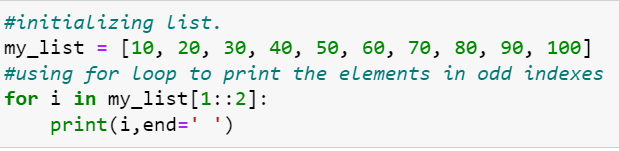 #initializing list.
my_list = [10, 20, 30, 40, 50, 60, 70, 80, 90, 100]
#using for loop to print the elements in odd indexes
for i in my_list[1::2]:
    print(i,end=' ')